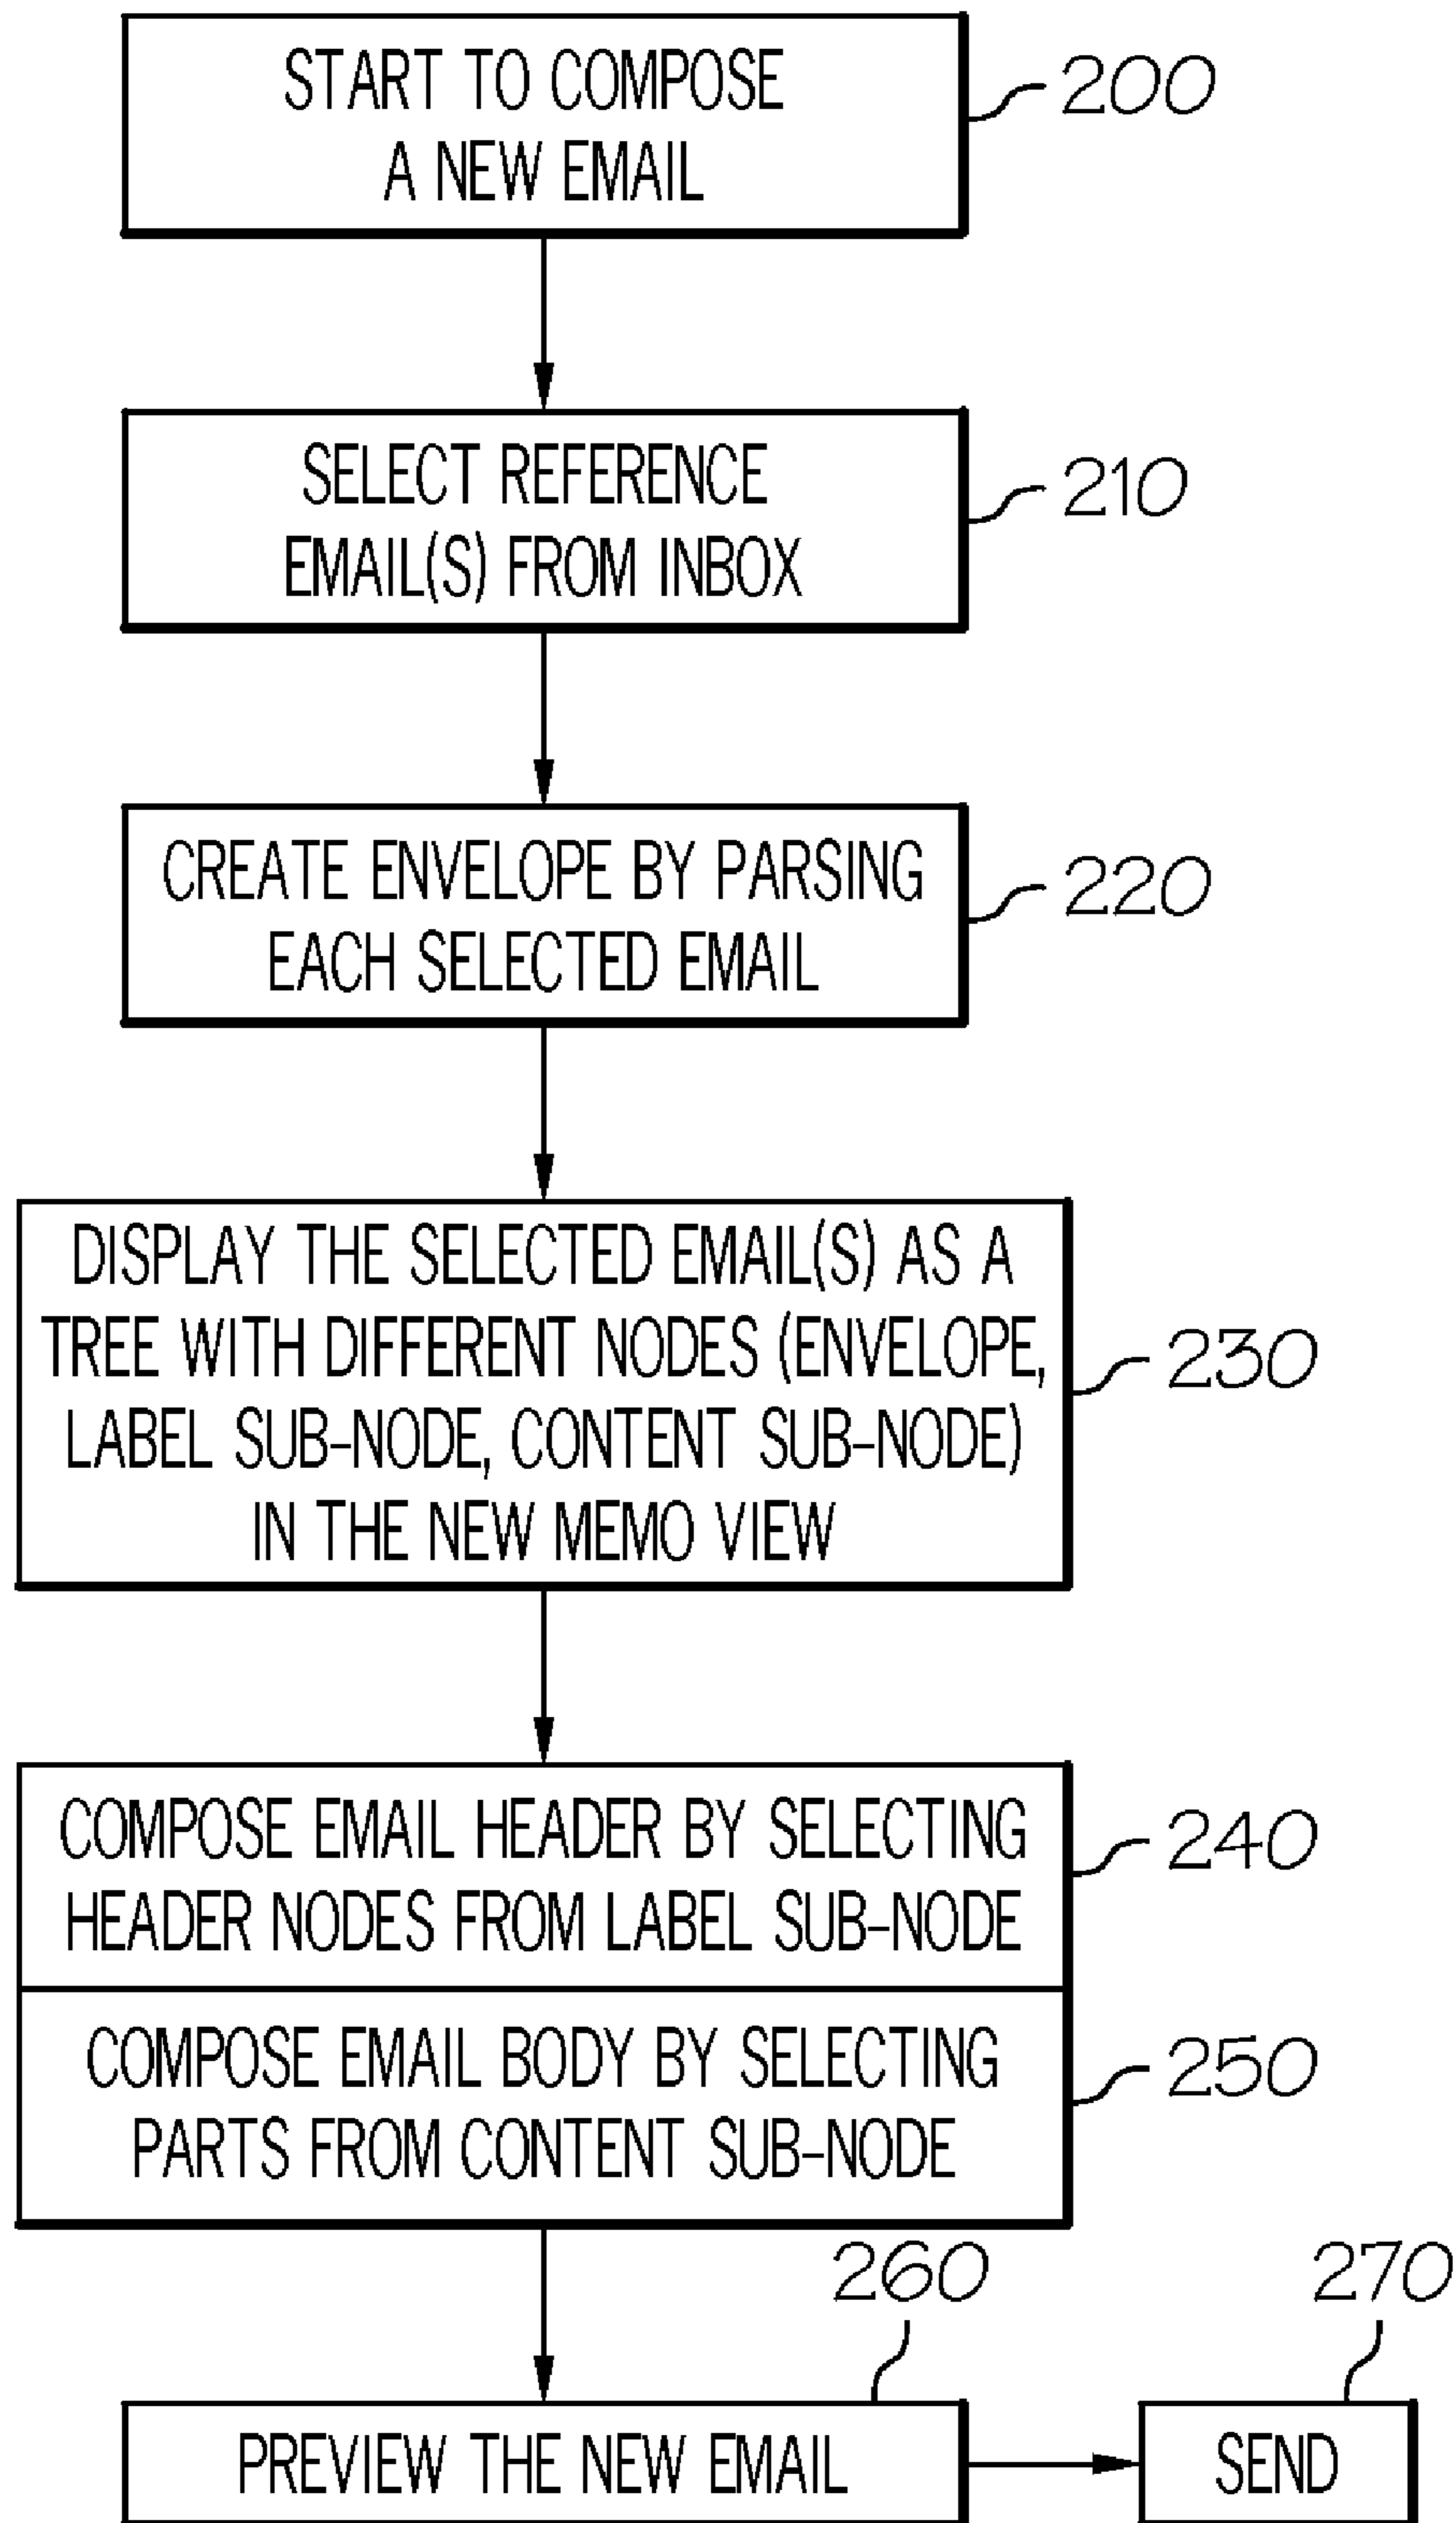 START TO COMPOSE
A NEW EMAIL
200
SELECT REFERENCE
EMAIL(S) FROM INBOX
210
CREATE ENVELOPE BY PARSING
EACH SELECTED EMAIL
220
DISPLAY THE SELECTED EMAIL(S) AS A
TREE WITH DIFFERENT NODES (ENVELOPE,
LABEL SUB-NODE, CONTENT SUB-NODE)
IN THE NEW MEMO VIEW
230
COMPOSE EMAIL HEADER BY SELECTING
HEADER NODES FROM LABEL SUB-NODE
240
COMPOSE EMAIL BODY BY SELECTING
PARTS FROM CONTENT SUB-NODE
250
260
PREVIEW THE NEW EMAIL
270
SEND